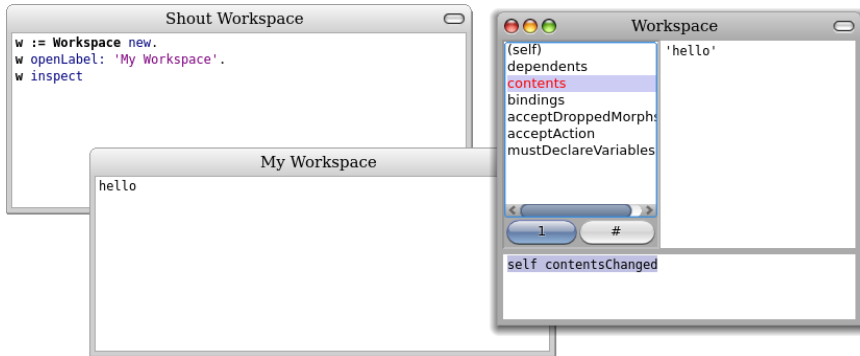 Shout Workspace
w := Workspace new.
w openLabel: 'My Workspace'.
w inspect
My Workspace
hello
Workspace
(self)
dependents
contents
bindings
acceptDroppedMorphs
acceptAction
mustDeclareVariables
1
#
'hello'
self contentsChanged